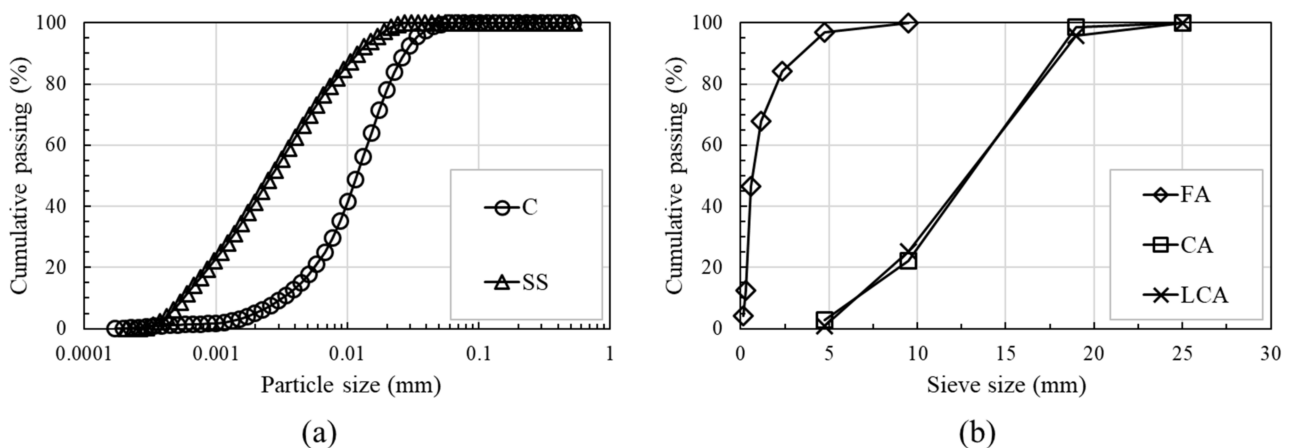 100
80
60
40
20
0
Cumulative passing (%)
C
SS
0.0001 0.001 0.01 0.1 1
Particle size (mm)
(a)
100
80
60
40
20
0
Cumulative passing (%)
FA
CA
LCA
0 5 10 15 20 25 30
Sieve size (mm)
(b)